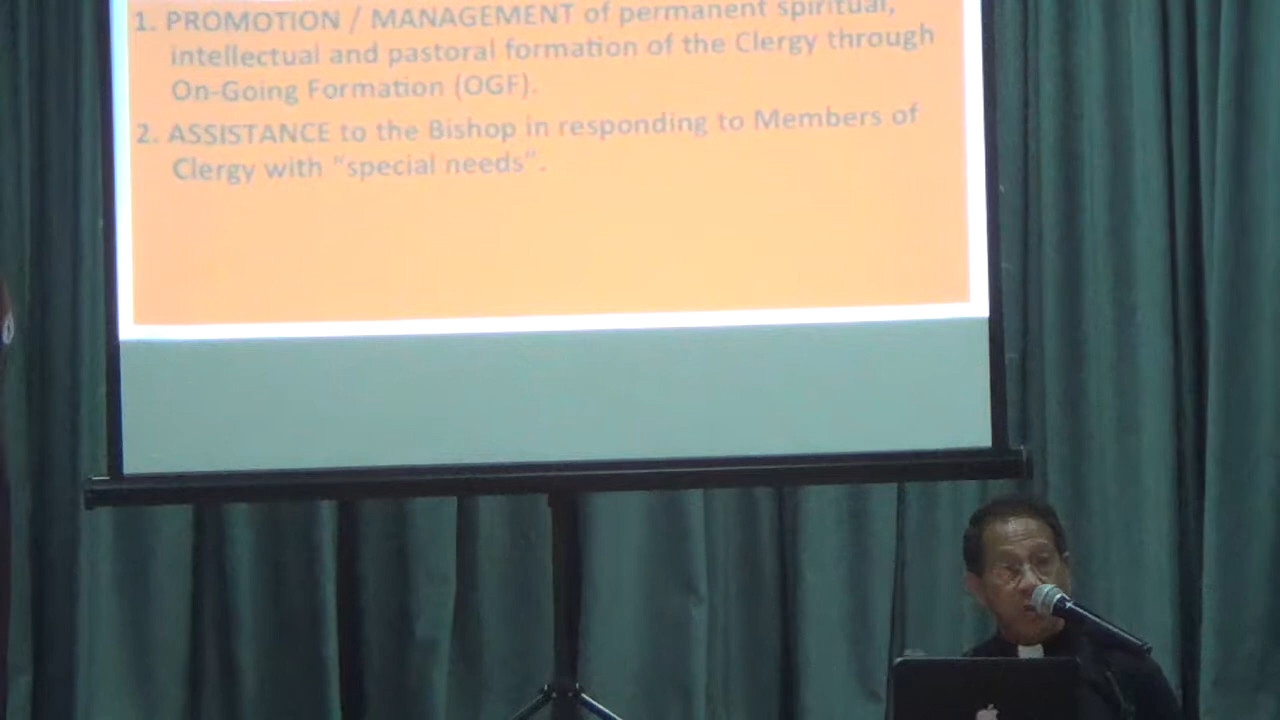 1. PROMOTION / MANAGEMENT of permanent spiritual,
intellectual and pastoral formation of the Clergy through
On-Going Formation (OGF).
2. ASSISTANCE to the Bishop in responding to Members of
Clergy with “special needs”.